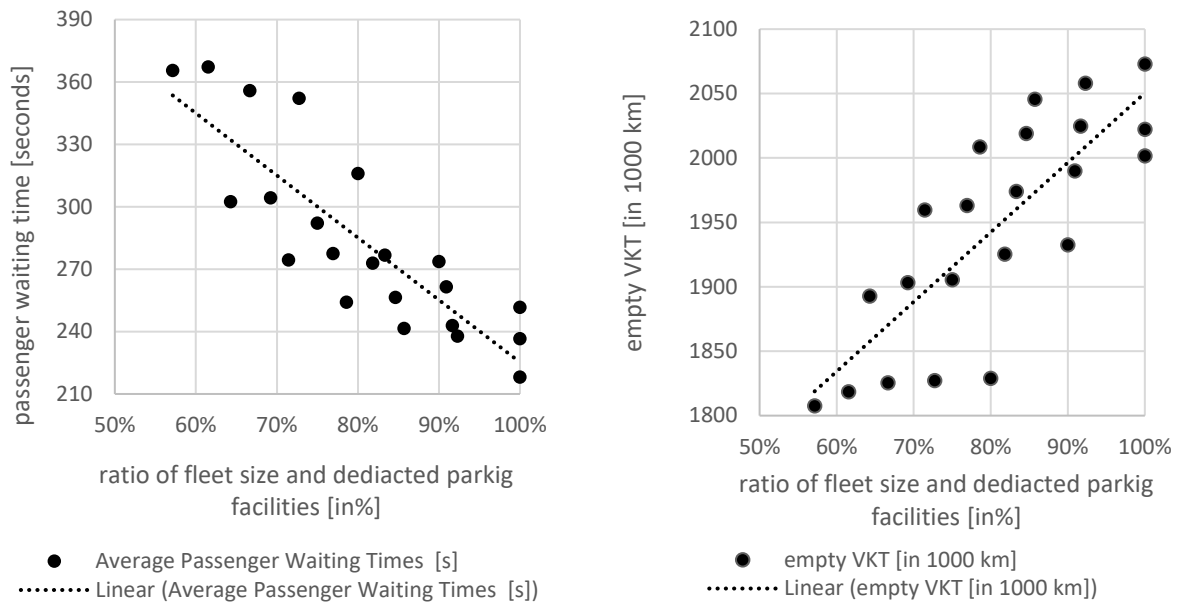 390
360
330
300
270
240
210
50% 60% 70% 80% 90% 100%
passenger waiting time [seconds]
ratio of fleet size and dediacted parkig
facilities [in%]
Average Passenger Waiting Times [s]
Linear (Average Passenger Waiting Times [s])
2100
2050
2000
1950
1900
1850
1800
50% 60% 70% 80% 90% 100%
empty VKT [in 1000 km]
ratio of fleet size and dediacted parkig
facilities [in%]
empty VKT [in 1000 km]
Linear (empty VKT [in 1000 km])